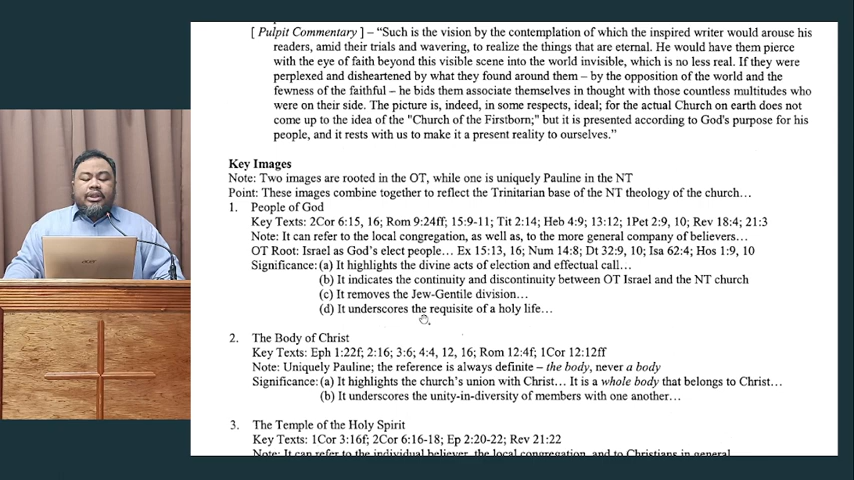 [ Pulpit Commentary ] – “Such is the vision by the contemplation of which the inspired writer would arouse his
readers, amid their trials and wavering, to realize the things that are eternal. He would have them pierce
with the eye of faith beyond this visible scene into the world invisible, which is no less real. If they were
perplexed and disheartened by what they found around them – by the opposition of the world and the
fewness of the faithful – he bids them associate themselves in thought with those countless multitudes who
were on their side. The picture is, indeed, in some respects, ideal; for the actual Church on earth does not
come up to the idea of the "Church of the Firstborn;" but it is presented according to God's purpose for his
people, and it rests with us to make it a present reality to ourselves.”
Key Images
Note: Two images are rooted in the OT, while one is uniquely Pauline in the NT
Point: These images combine together to reflect the Trinitarian base of the NT theology of the church…
1. People of God
Key Texts: 2Cor 6:15, 16; Rom 9:24ff; 15:9-11; Tit 2:14; Heb 4:9; 13:12; 1Pet 2:9, 10; Rev 18:4; 21:3
Note: It can refer to the local congregation, as well as, to the more general company of believers…
OT Root: Israel as God's elect people… Ex 15:13, 16; Num 14:8; Dt 32:9, 10; Isa 62:4; Hos 1:9, 10
Significance: (a) It highlights the divine acts of election and effectual call…
(b) It indicates the continuity and discontinuity between OT Israel and the NT church
(c) It removes the Jew-Gentile division…
(d) It underscores the requisite of a holy life…
2. The Body of Christ
Key Texts: Eph 1:22f; 2:16; 3:6; 4:4, 12, 16; Rom 12:4f; 1Cor 12:12ff
Note: Uniquely Pauline; the reference is always definite – the body, never a body
Significance: (a) It highlights the church's union with Christ… It is a whole body that belongs to Christ…
(b) It underscores the unity-in-diversity of members with one another…
3. The Temple of the Holy Spirit
Key Texts: 1Cor 3:16f; 2Cor 6:16-18; Ep 2:20-22; Rev 21:22
Note: It can refer to the individual believer, the local congregation, and to Christians in general
acer